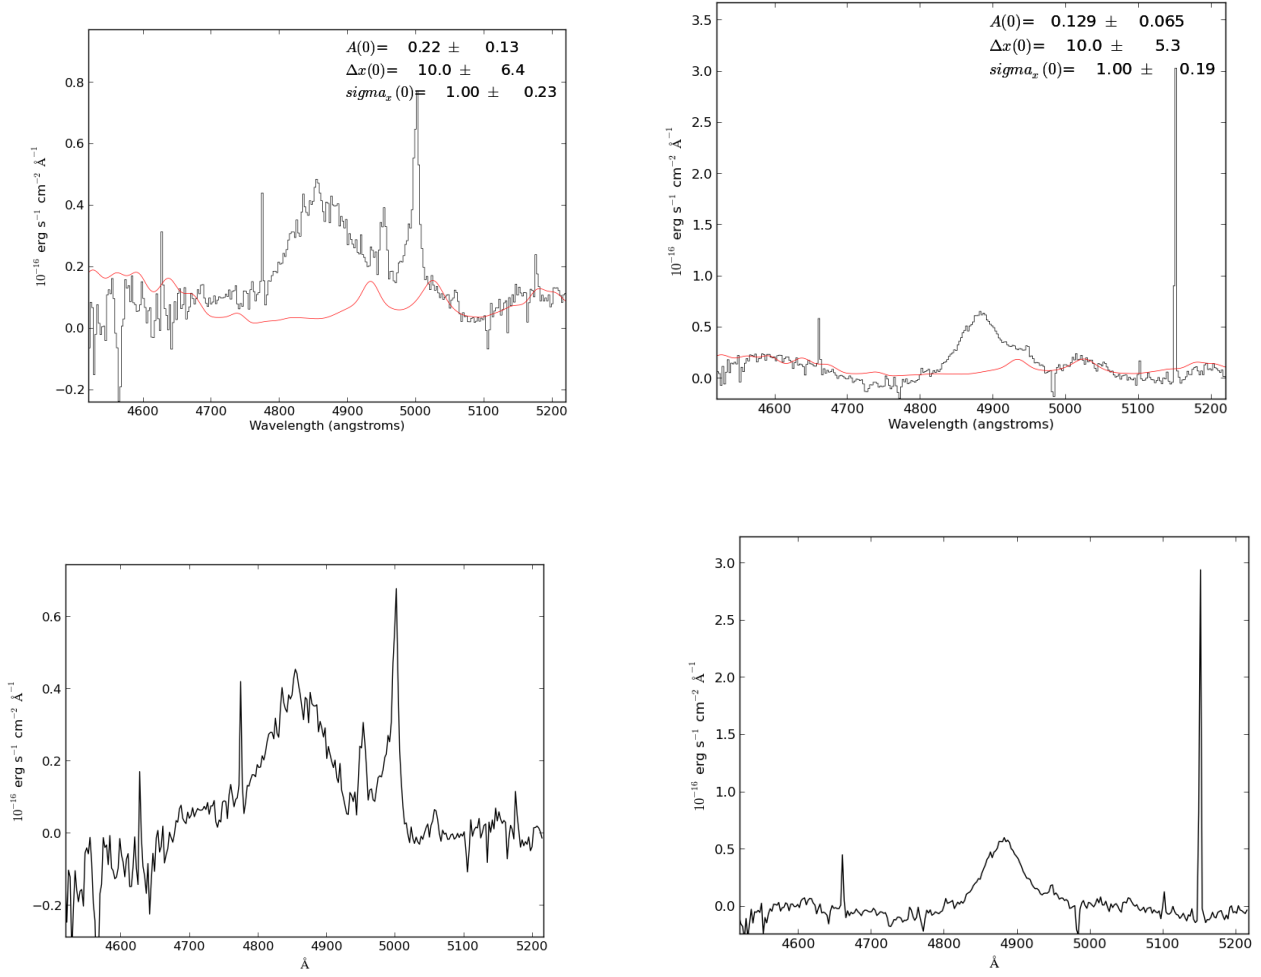 A(0)= 0.22 ± 0.13
Δx(0)= 10.0 ± 6.4
sigmaₓ(0)= 1.00 ± 0.23
0.8
0.6
0.4
0.2
0.0
−0.2
10⁻¹⁶ erg s⁻¹ cm⁻² Å⁻¹
4600 4700 4800 4900 5000 5100 5200
Wavelength (angstroms)
A(0)= 0.129 ± 0.065
Δx(0)= 10.0 ± 5.3
sigmaₓ(0)= 1.00 ± 0.19
3.5
3.0
2.5
2.0
1.5
1.0
0.5
0.0
10⁻¹⁶ erg s⁻¹ cm⁻² Å⁻¹
4600 4700 4800 4900 5000 5100 5200
Wavelength (angstroms)
0.6
0.4
0.2
0.0
−0.2
10⁻¹⁶ erg s⁻¹ cm⁻² Å⁻¹
4600 4700 4800 4900 5000 5100 5200
Å
3.0
2.5
2.0
1.5
1.0
0.5
0.0
10⁻¹⁶ erg s⁻¹ cm⁻² Å⁻¹
4600 4700 4800 4900 5000 5100 5200
Å